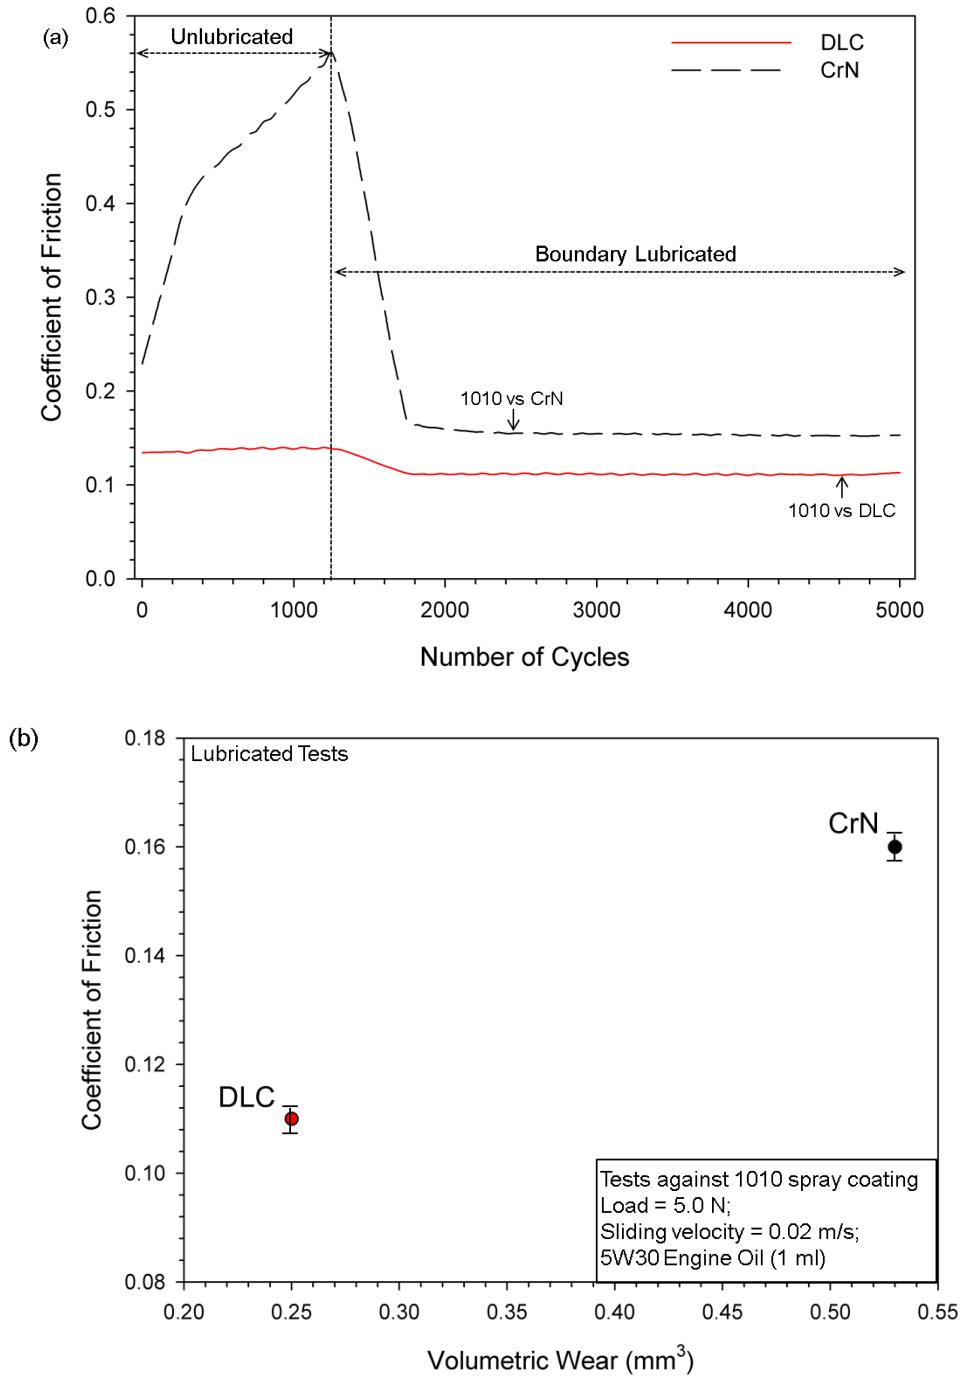 (a)
0.6
0.5
0.4
0.3
0.2
0.1
0.0
Coefficient of Friction
Unlubricated
DLC
CrN
Boundary Lubricated
1010 vs CrN
1010 vs DLC
0 1000 2000 3000 4000 5000
Number of Cycles
(b)
0.18
0.16
0.14
0.12
0.10
0.08
Coefficient of Friction
Lubricated Tests
CrN
DLC
Tests against 1010 spray coating
Load = 5.0 N;
Sliding velocity = 0.02 m/s;
5W30 Engine Oil (1 ml)
0.20 0.25 0.30 0.35 0.40 0.45 0.50 0.55
Volumetric Wear (mm³)